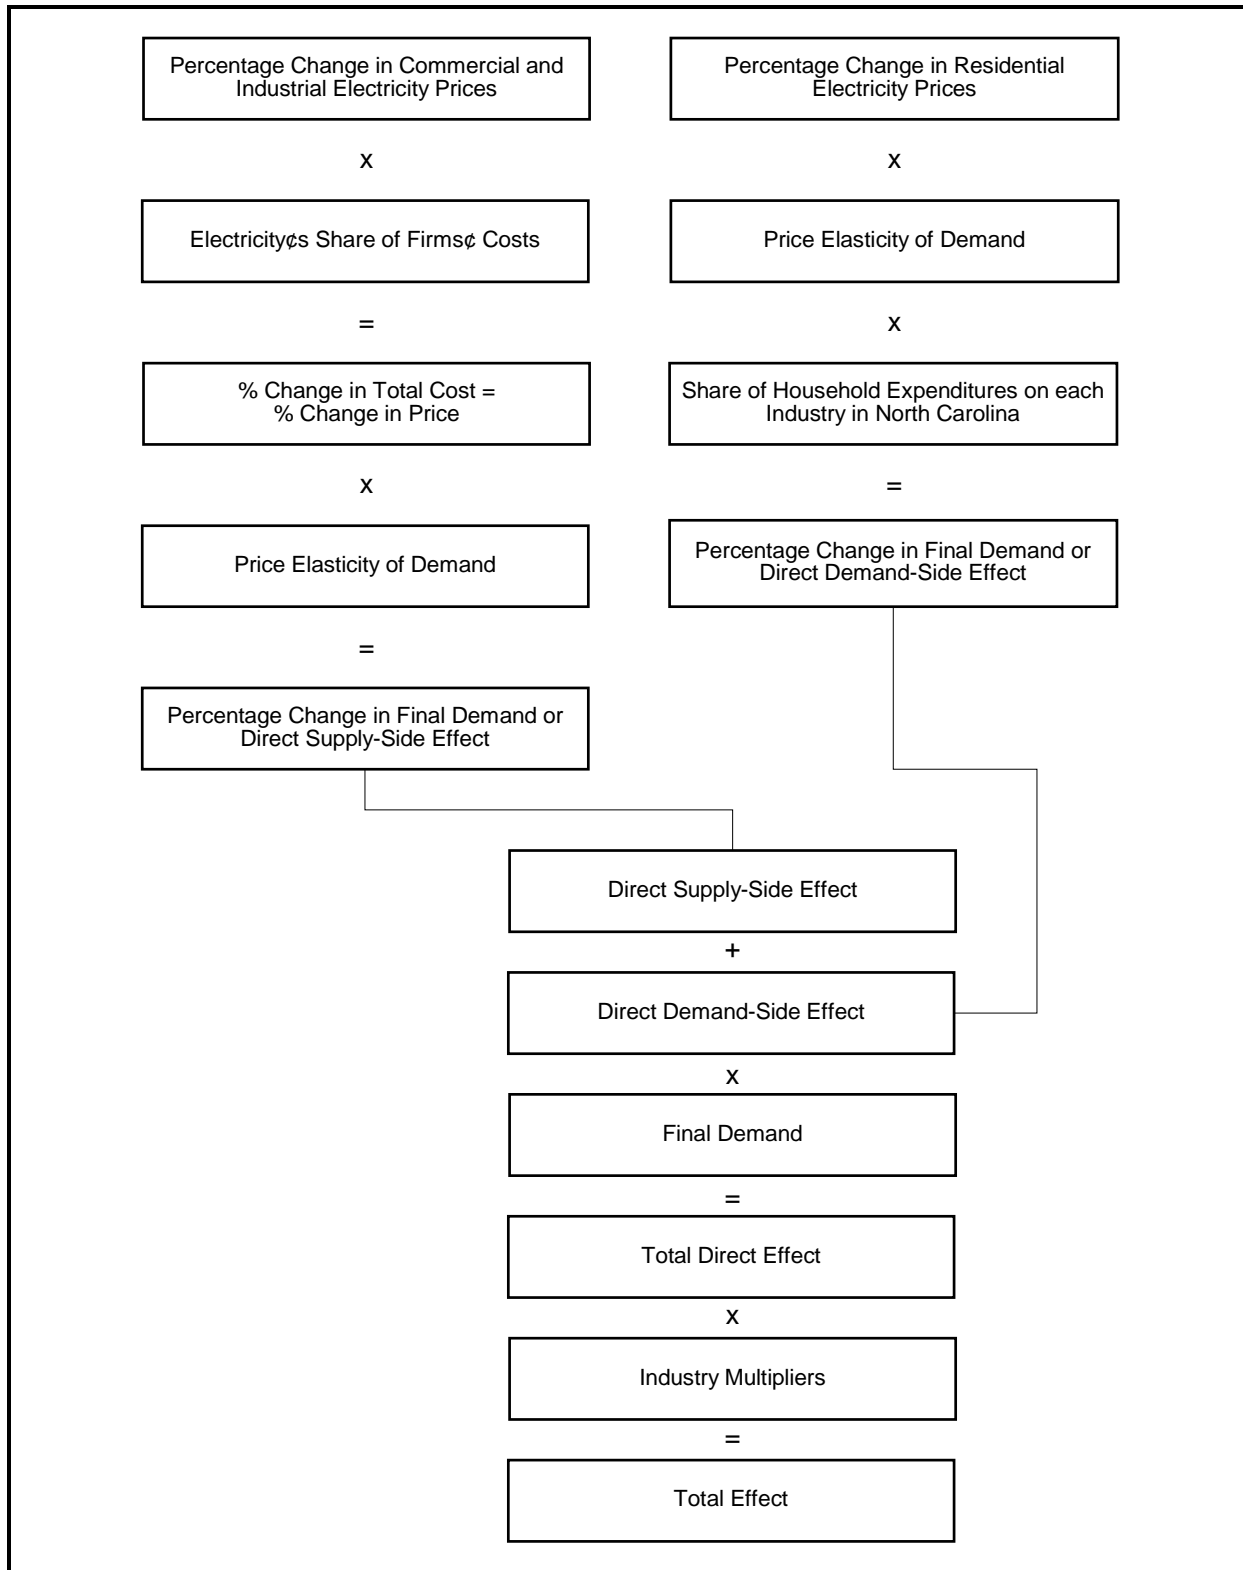 Percentage Change in Commercial and
Industrial Electricity Prices
x
Electricity¢s Share of Firms¢ Costs
=
% Change in Total Cost =
% Change in Price
x
Price Elasticity of Demand
=
Percentage Change in Final Demand or
Direct Supply-Side Effect
Percentage Change in Residential
Electricity Prices
x
Price Elasticity of Demand
x
Share of Household Expenditures on each
Industry in North Carolina
=
Percentage Change in Final Demand or
Direct Demand-Side Effect
Direct Supply-Side Effect
+
Direct Demand-Side Effect
x
Final Demand
=
Total Direct Effect
x
Industry Multipliers
=
Total Effect